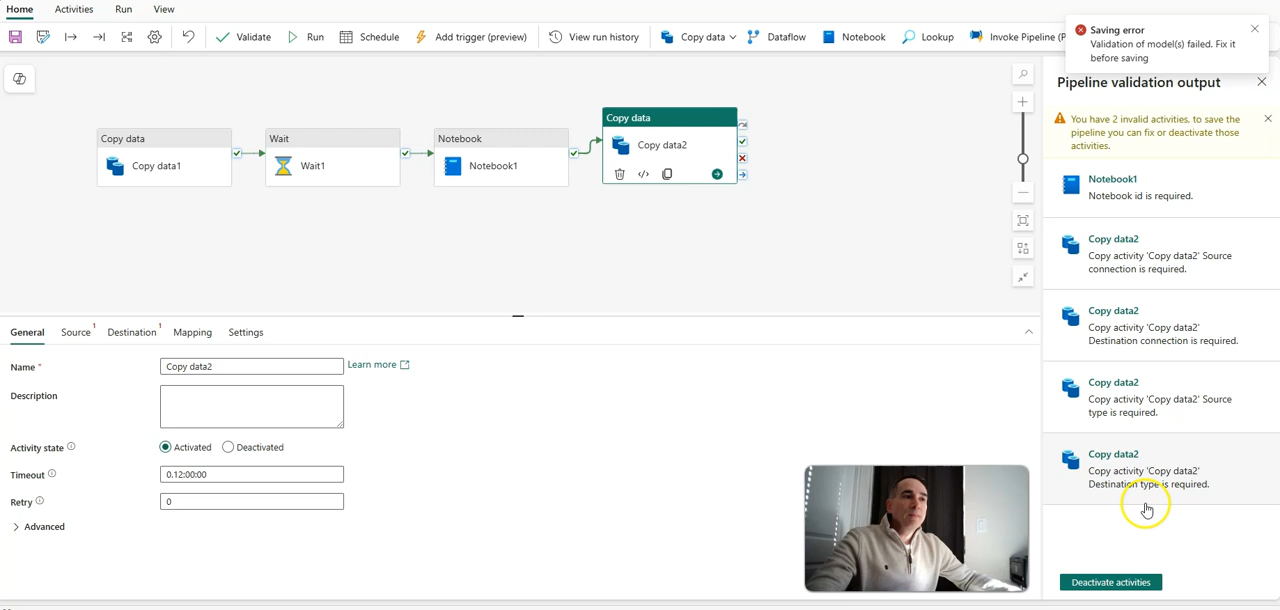 Home Activities Run View
Validate Run Schedule Add trigger (preview) View run history Copy data Dataflow Notebook Lookup Invoke Pipeline (P
Saving error
Validation of model(s) failed. Fix it
before saving
Pipeline validation output
You have 2 invalid activities, to save the
pipeline you can fix or deactivate those
activities.
Copy data
Copy data1
Wait
Wait1
Notebook
Notebook1
Copy data
Copy data2
Notebook1
Notebook id is required.
Copy data2
Copy activity 'Copy data2' Source
connection is required.
Copy data2
Copy activity 'Copy data2'
Destination connection is required.
Copy data2
Copy activity 'Copy data2' Source
type is required.
Copy data2
Copy activity 'Copy data2'
Destination type is required.
Deactivate activities
General Source 1 Destination 1 Mapping Settings
Name * Copy data2 Learn more
Description
Activity state Activated Deactivated
Timeout 0.12:00:00
Retry 0
Advanced